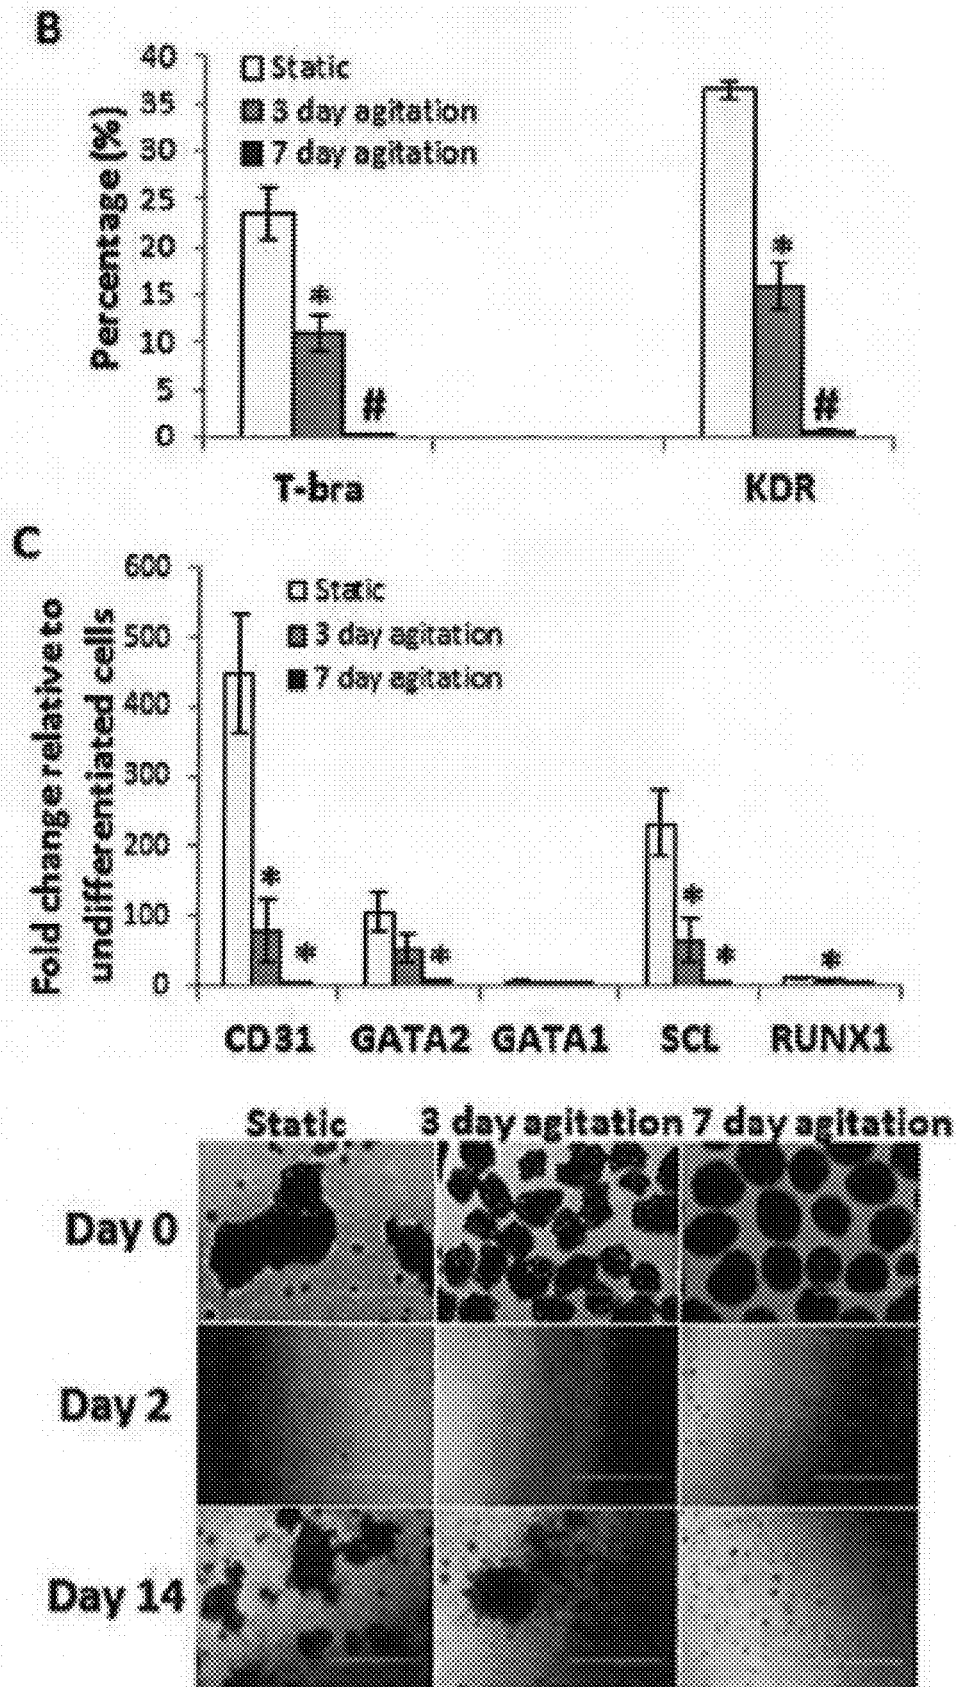 B
40
35
30
25
20
15
10
5
0
Percentage (%)
Static
3 day agitation
7 day agitation
*
#
*
#
T-bra
KDR
C
600
500
400
300
200
100
0
Fold change relative to
undifferentiated cells
Static
3 day agitation
7 day agitation
*
*
*
*
*
*
CD31 GATA2 GATA1 SCL RUNX1
Static 3 day agitation 7 day agitation
Day 0
Day 2
Day 14